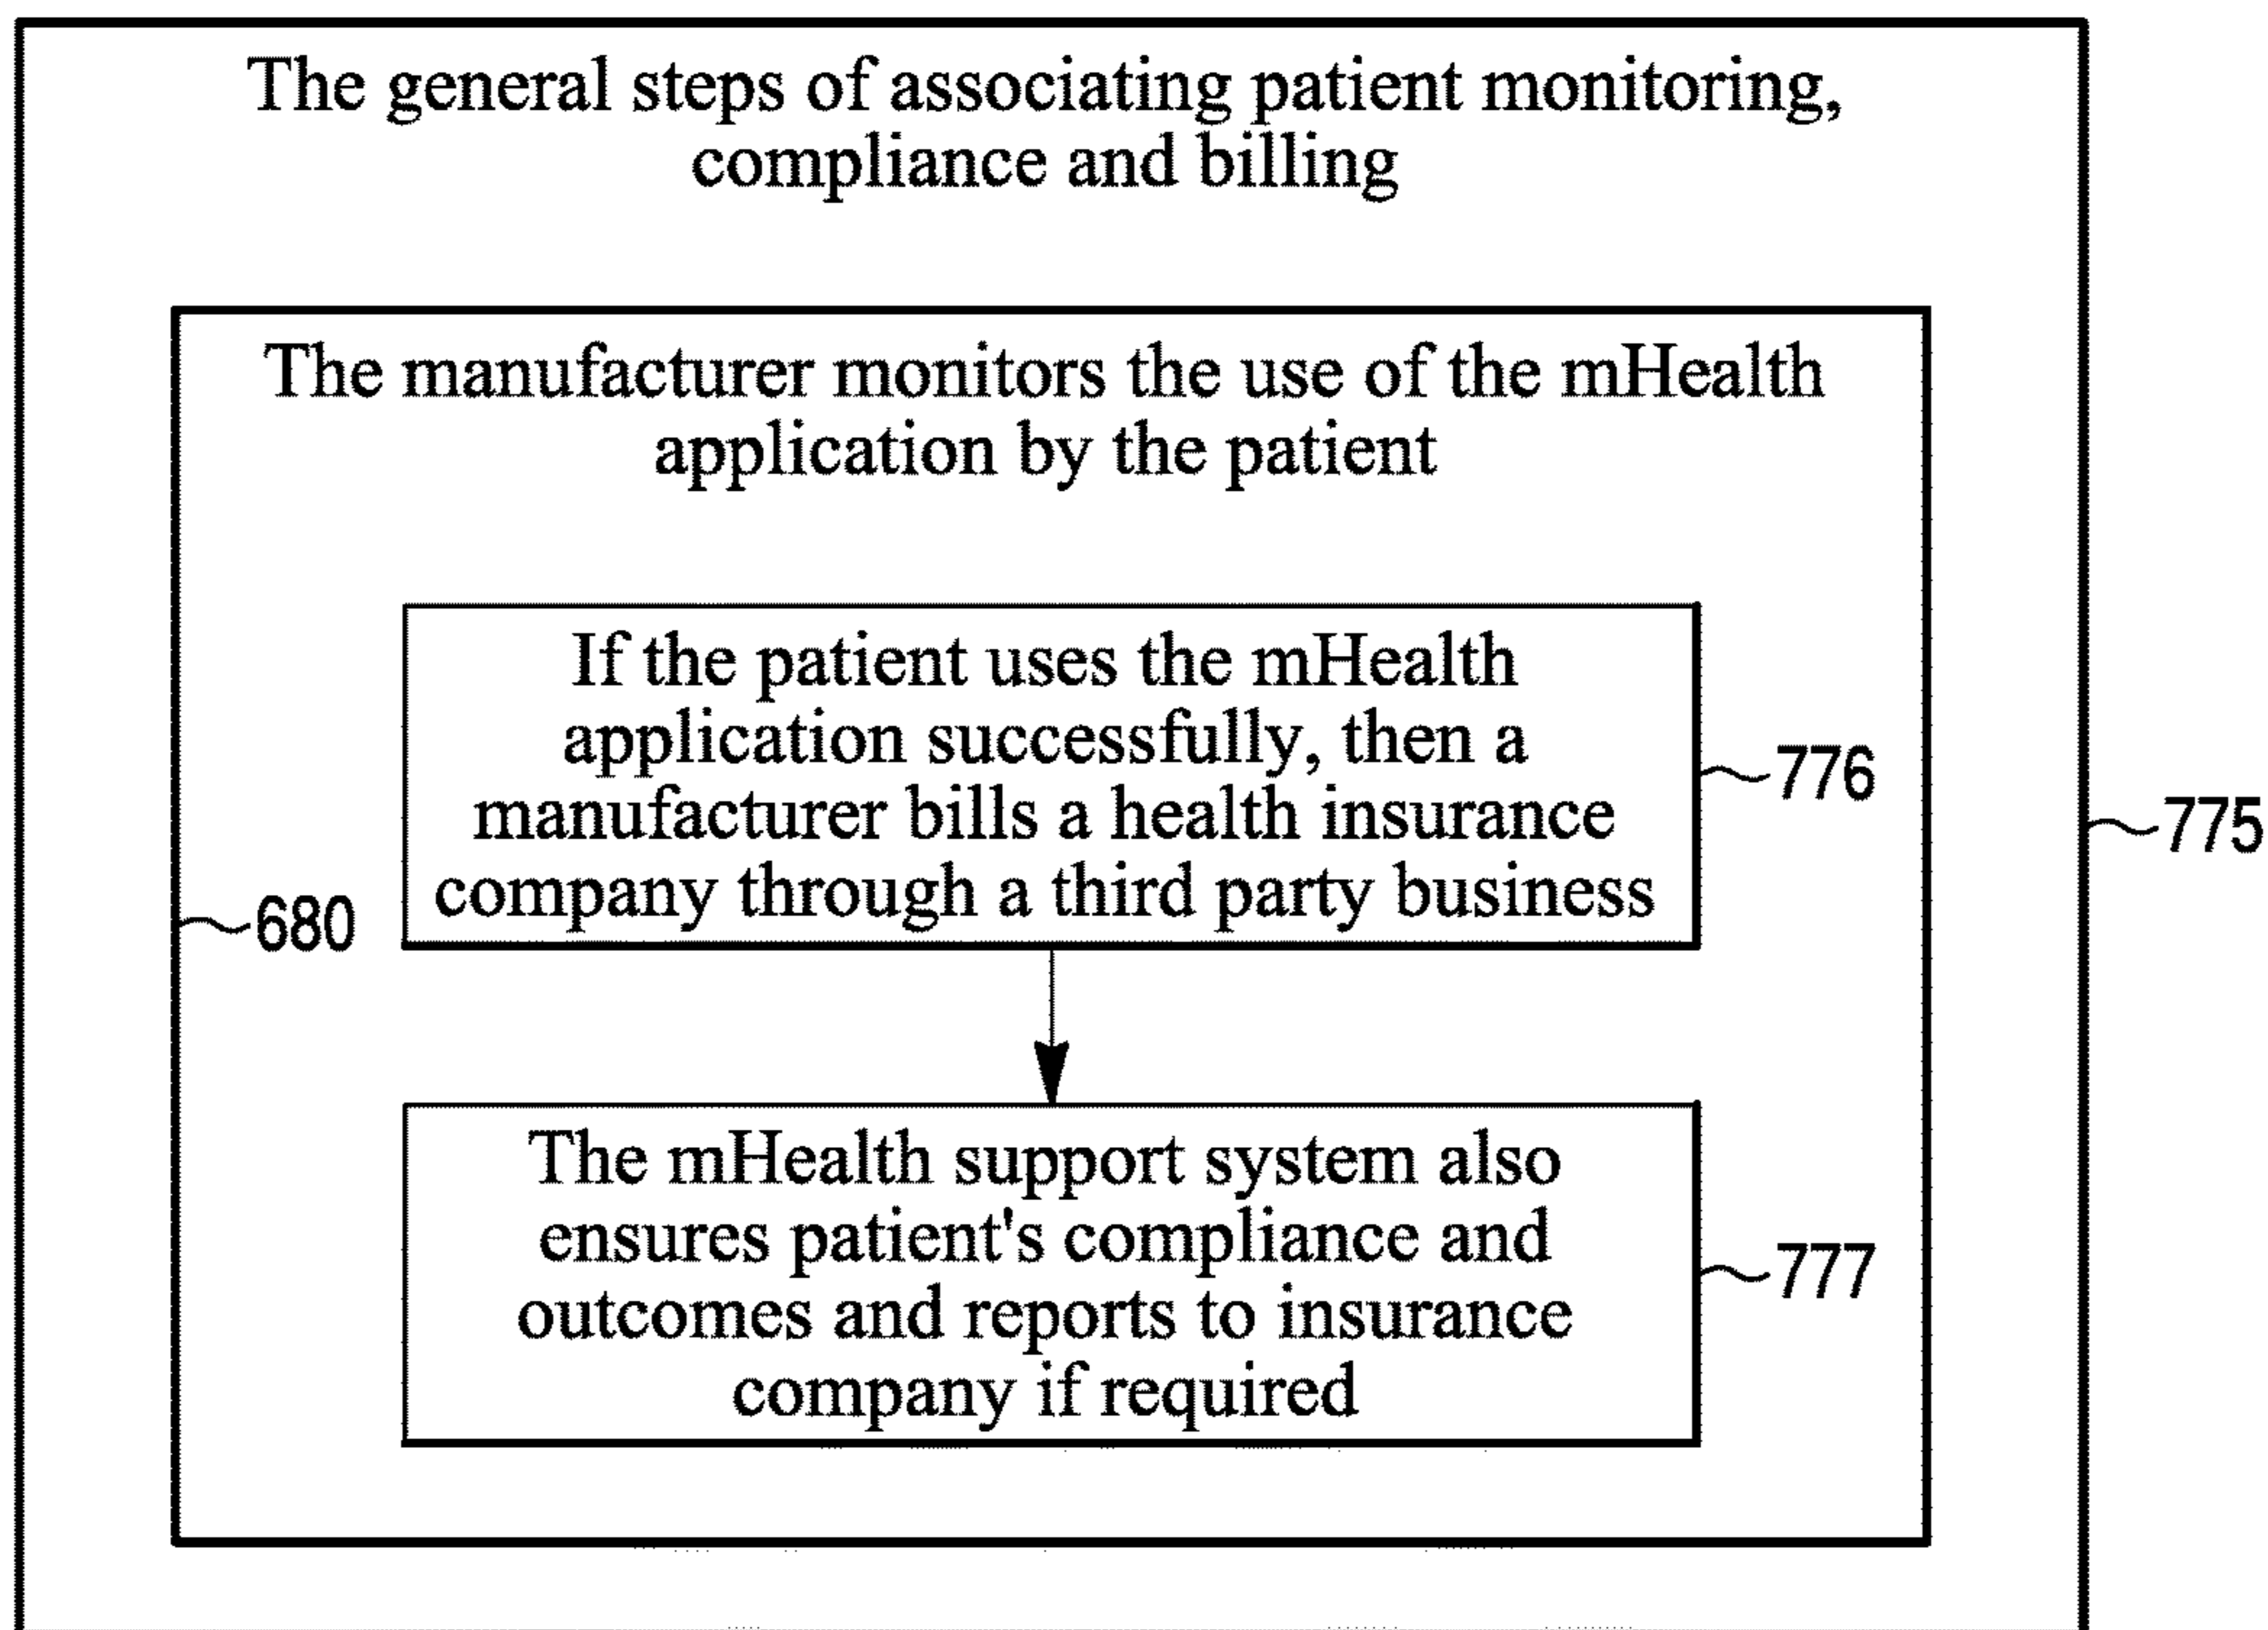 The general steps of associating patient monitoring,
compliance and billing
The manufacturer monitors the use of the mHealth
application by the patient
If the patient uses the mHealth
application successfully, then a
manufacturer bills a health insurance
company through a third party business
776
775
680
The mHealth support system also
ensures patient's compliance and
outcomes and reports to insurance
company if required
777